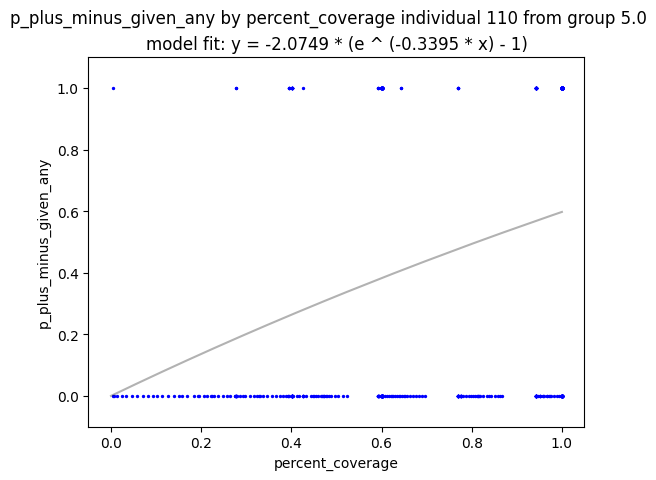 p_plus_minus_given_any by percent_coverage individual 110 from group 5.0
model fit: y = -2.0749 * (e ^ (-0.3395 * x) - 1)
1.0
0.8
0.6
0.4
0.2
0.0
p_plus_minus_given_any
0.0 0.2 0.4 0.6 0.8 1.0
percent_coverage